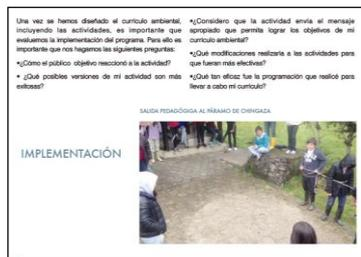 Una vez se hemos diseñado el currículo ambiental,
incluyendo las actividades, es importante que
evaluemos la implementación del programa. Para ello es
importante que nos hagamos las siguientes preguntas:
•¿Cómo el público objetivo reaccionó a la actividad?
• ¿Qué posibles versiones de mi actividad son más
exitosas?
•¿Considero que la actividad envía el mensaje
apropiado que permita lograr los objetivos de mi
currículo ambiental?
•¿Qué modificaciones realizaría a las actividades para
que fueran más efectivas?
•¿Qué tan eficaz fue la programación que realicé para
llevar a cabo mi currículo?
SALIDA PEDAGÓGIGA AL PÁRAMO DE CHINGAZA
IMPLEMENTACIÓN